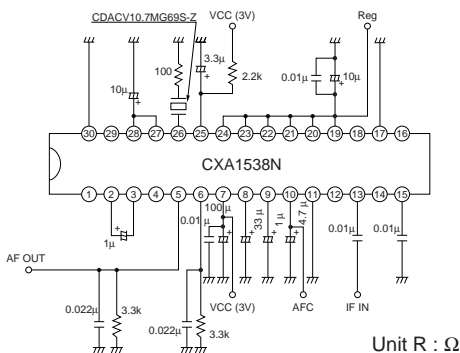 CDACV10.7MG69S-Z
VCC (3V)
Reg
100
3.3μ
+
2.2k
0.01μ
10μ
+
10μ
+
30 29 28 27 26 25 24 23 22 21 20 19 18 17 16
CXA1538N
1 2 3 4 5 6 7 8 9 10 11 12 13 14 15
1μ
+
0.01μ
100μ
+
33μ
+
1μ
+
4.7μ
+
0.01μ
0.01μ
AF OUT
0.022μ
3.3k
0.022μ
3.3k
VCC (3V)
AFC
IF IN
Unit R : Ω